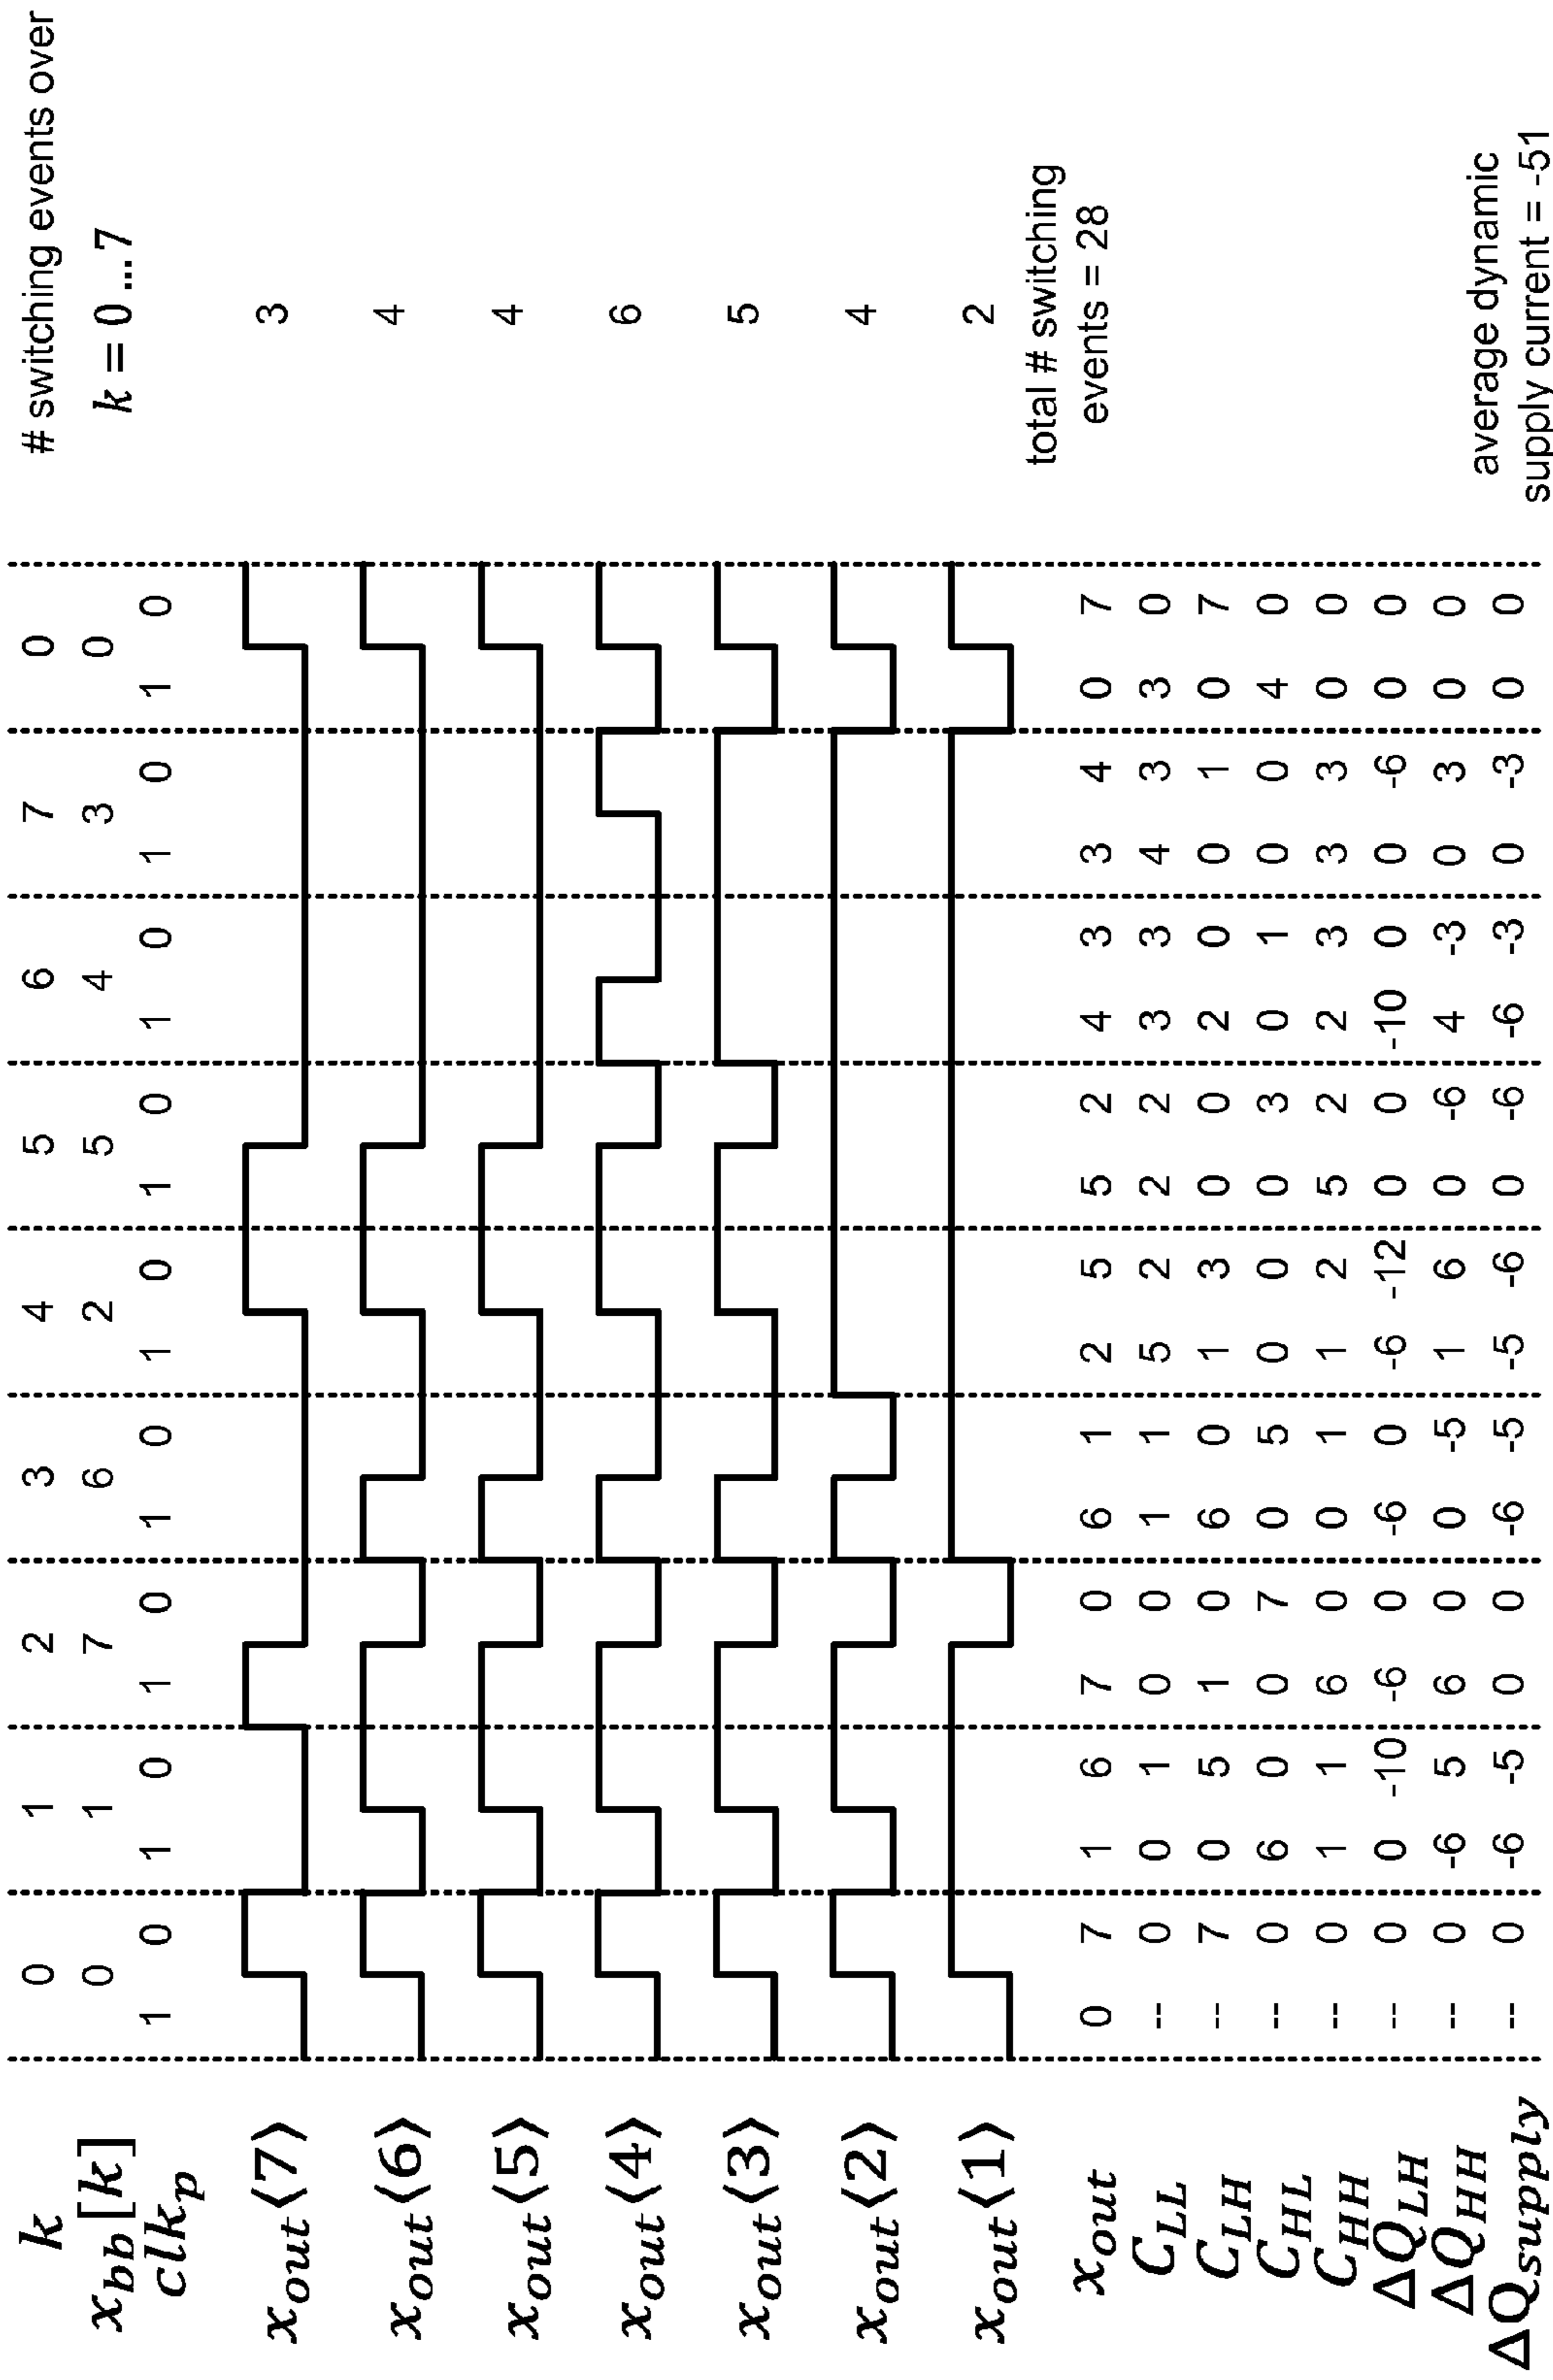 k 0 1 2 3 4 5 6 7 0 # switching events over
x_bb[k] 0 1 7 6 2 5 4 3 0 k = 0 ... 7
clk_p 1 0 1 0 1 0 1 0 1 0 1 0 1 0 1 0 1 0
x_out⟨7⟩ 3
x_out⟨6⟩ 4
x_out⟨5⟩ 4
x_out⟨4⟩ 6
x_out⟨3⟩ 5
x_out⟨2⟩ 4
x_out⟨1⟩ 2
total # switching
events = 28
x_out 0 7 1 6 7 0 6 1 2 5 5 2 4 3 3 4 0 7
C_LL -- 0 0 1 0 0 1 1 5 2 2 2 3 3 4 3 3 0
C_LH -- 7 0 5 1 0 6 0 1 3 0 0 2 0 0 1 0 7
C_HL -- 0 6 0 0 7 0 5 0 0 0 3 0 1 0 0 4 0
C_HH -- 0 1 1 6 0 0 1 1 2 5 2 2 3 3 3 0 0
ΔQ_LH -- 0 0 -10 -6 0 -6 0 -6 -12 0 0 -10 0 0 -6 0 0
ΔQ_HH -- 0 -6 5 6 0 0 -5 1 6 0 -6 4 -3 0 3 0 0
ΔQ_supply -- 0 -6 -5 0 0 -6 -5 -5 -6 0 -6 -6 -3 0 -3 0 0
average dynamic
supply current = -51